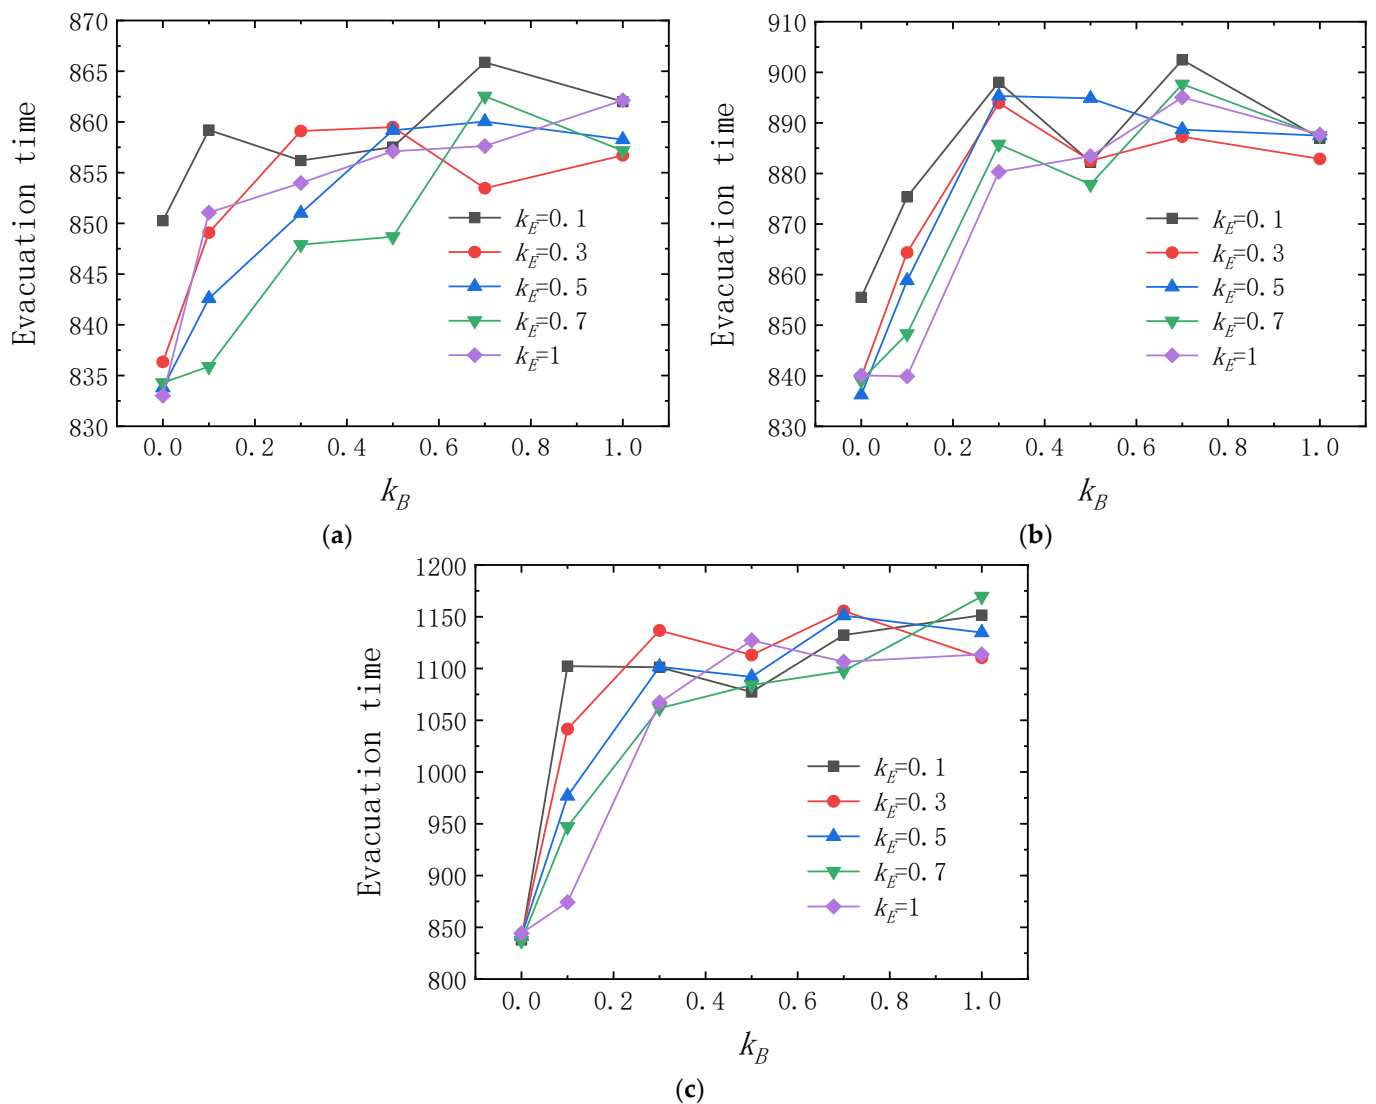 870
865
860
855
850
845
840
835
830
Evacuation time
0.0 0.2 0.4 0.6 0.8 1.0
k_B
k_E=0.1
k_E=0.3
k_E=0.5
k_E=0.7
k_E=1
(a)
910
900
890
880
870
860
850
840
830
Evacuation time
0.0 0.2 0.4 0.6 0.8 1.0
k_B
k_E=0.1
k_E=0.3
k_E=0.5
k_E=0.7
k_E=1
(b)
1200
1150
1100
1050
1000
950
900
850
800
Evacuation time
0.0 0.2 0.4 0.6 0.8 1.0
k_B
k_E=0.1
k_E=0.3
k_E=0.5
k_E=0.7
k_E=1
(c)